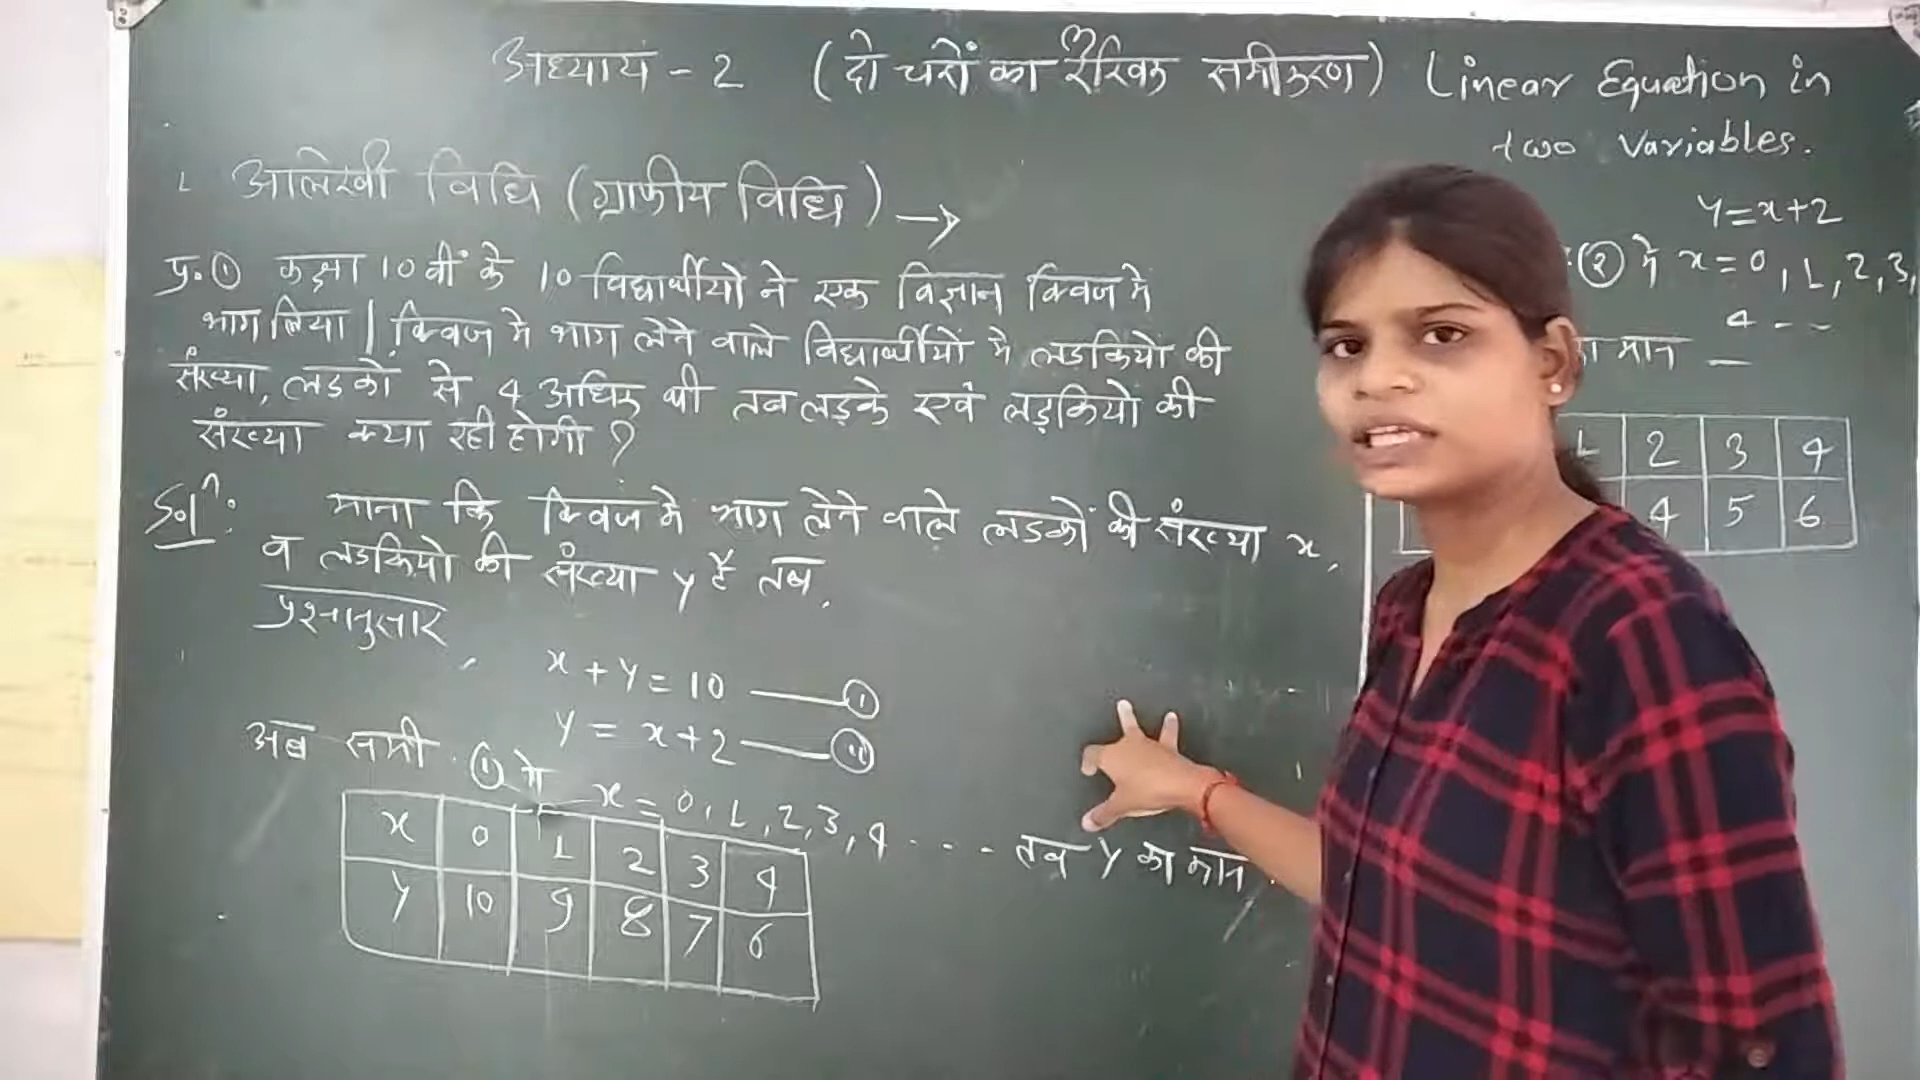 अध्याय - 2 (दो चरों का रैखिक समीकरण) Linear Equation in
two Variables.
आलेखी विधि (ग्राफीय विधि) →
प्र.① कक्षा 10 वीं के 10 विद्यार्थीयो ने एक विज्ञान क्विज मे
भाग लिया | क्विज मे भाग लेने वाले विद्यार्थीयों मे लडकियो की
संख्या, लडकों से 4 अधिक थी तब लड़के एवं लड़कियो की
संख्या क्या रही होगी ?
Solⁿ: माना कि क्विज मे भाग लेने वाले लडकों की संख्या x,
व लडकियो की संख्या y है तब,
प्रश्नानुसार,
x + y = 10 —— ①
y = x+2 —— ⑪
अब समी. ① मे x = 0, 1, 2, 3, 4 - - - तब y का मान
x 0 1 2 3 4
y 10 9 8 7 6
y = x+2
② मे x = 0, 1, 2, 3,
4 - -
मान —
1 2 3 4
4 5 6